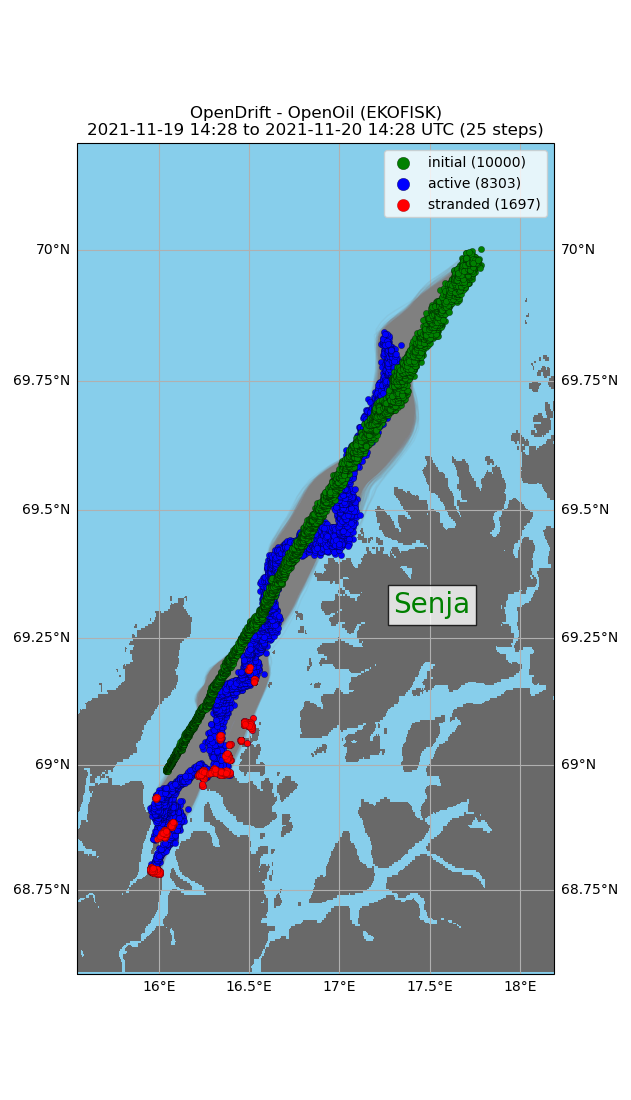 OpenDrift - OpenOil (EKOFISK)
2021-11-19 14:28 to 2021-11-20 14:28 UTC (25 steps)
initial (10000)
active (8303)
stranded (1697)
70°N 70°N
69.75°N 69.75°N
69.5°N 69.5°N
Senja
69.25°N 69.25°N
69°N 69°N
68.75°N 68.75°N
16°E 16.5°E 17°E 17.5°E 18°E